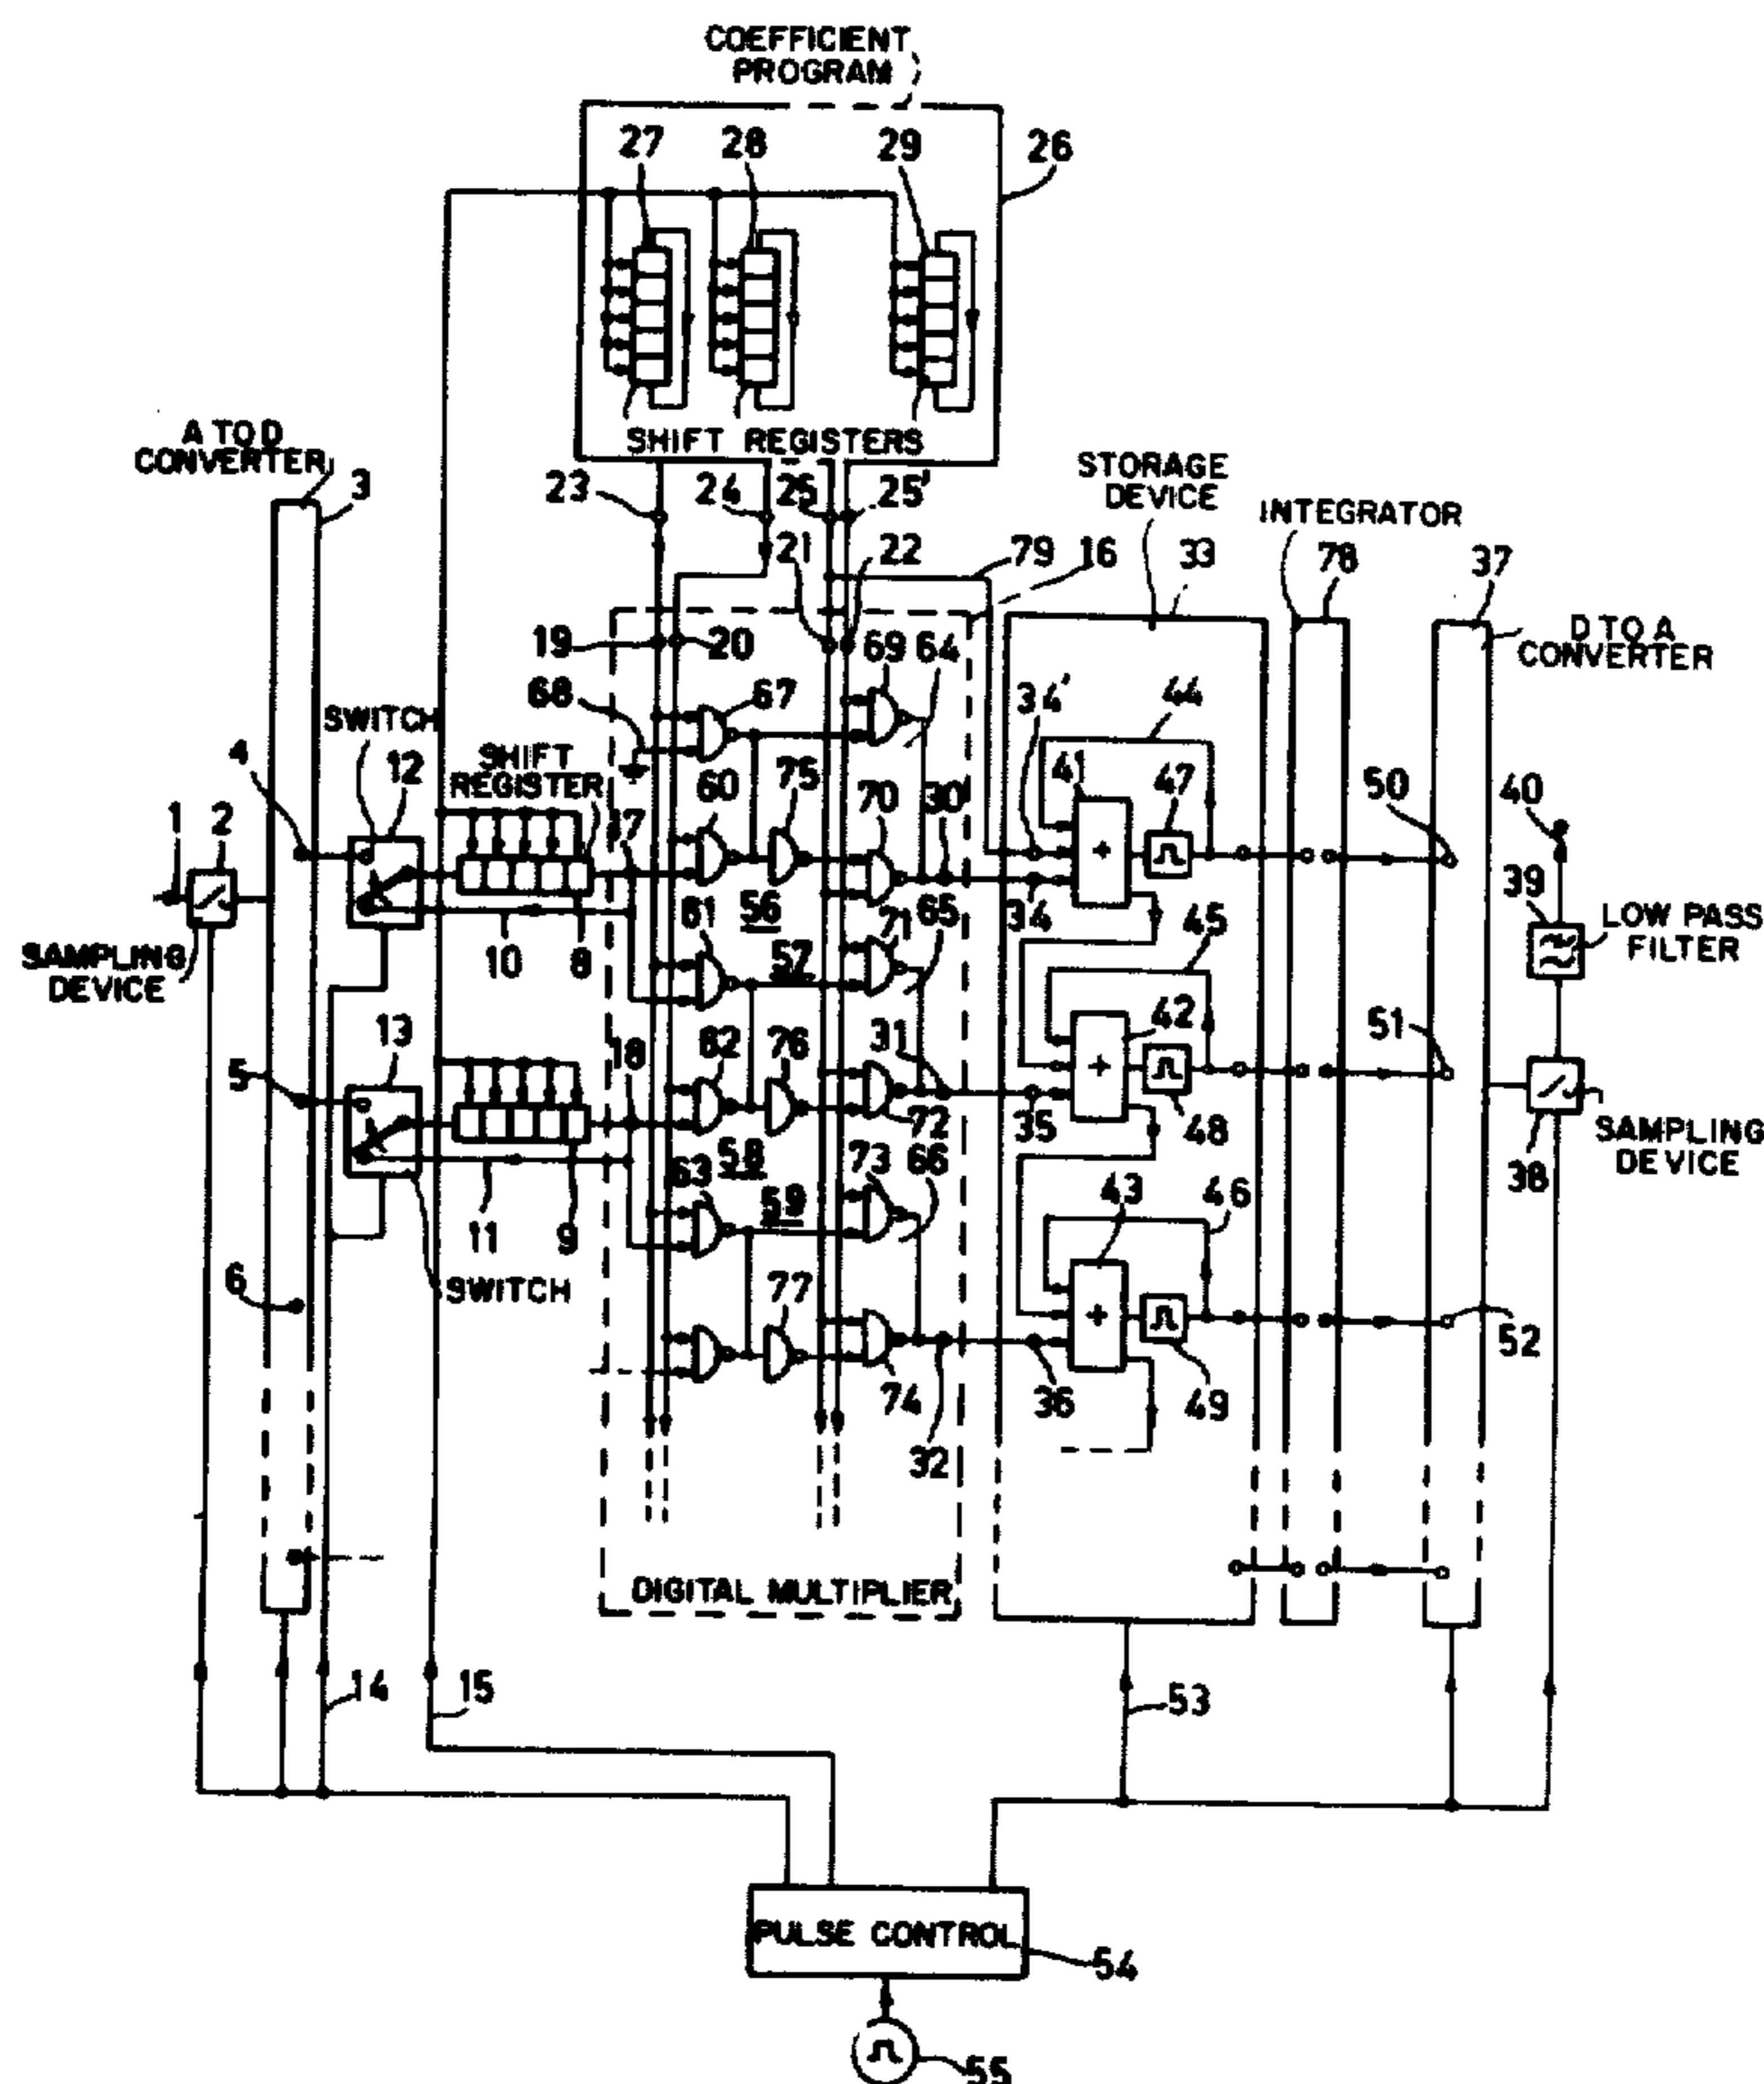 COEFFICIENT
PROGRAM
27 28 29 26
SHIFT REGISTERS
A TO D
CONVERTER
3
23 24 25 25'
STORAGE
DEVICE
INTEGRATOR
21 22 79 16 33 78 37
19 20 69 64
D TO A
CONVERTER
68 67 34' 44
SWITCH
4 12
SHIFT
REGISTER
60 75 70 30 41 47 50 40
1 2 17
39
LOW PASS
FILTER
61 56 71 65 34 45
SAMPLING
DEVICE
10 8 57
13 62 76 31 42 51
5 18
72 35 48
SAMPLING
DEVICE
38
58 73 66 43 46
63 59
11 9
6
SWITCH
77
52
74 36 49
32
DIGITAL MULTIPLIER
14 15 53
PULSE CONTROL
54
55